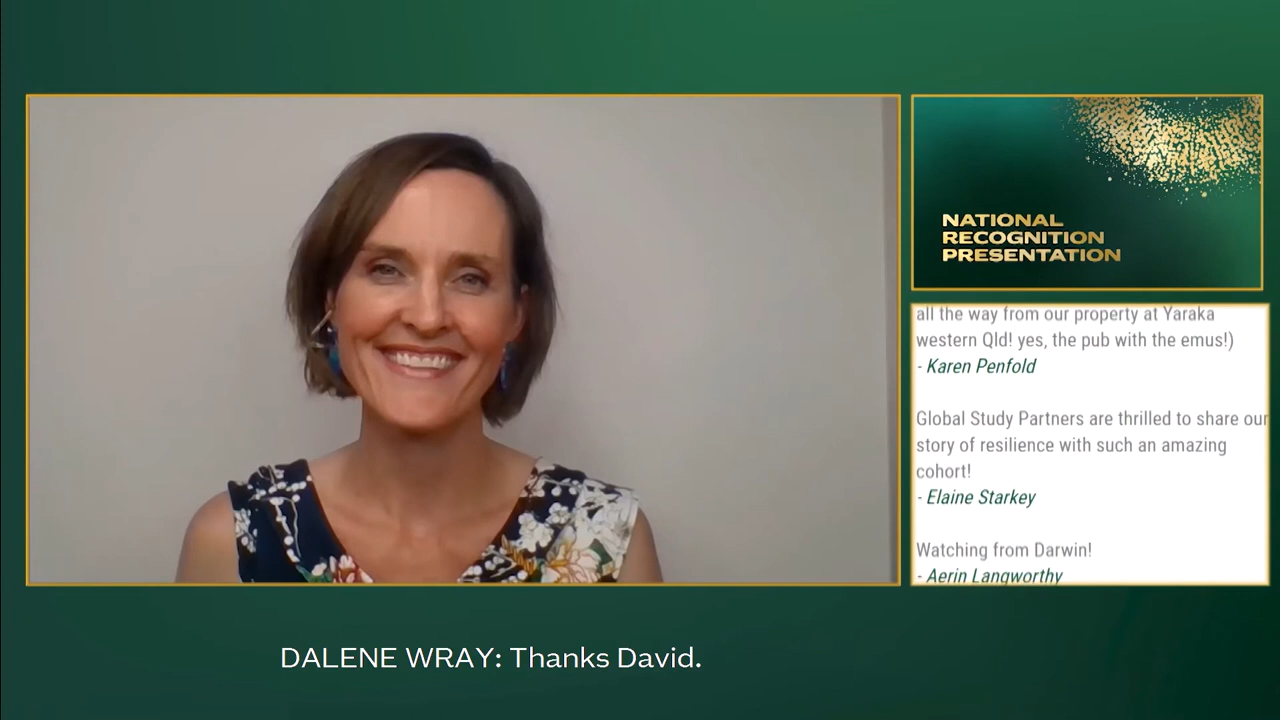 NATIONAL
RECOGNITION
PRESENTATION
all the way from our property at Yaraka
western Qld! yes, the pub with the emus!)
- Karen Penfold
Global Study Partners are thrilled to share our
story of resilience with such an amazing
cohort!
- Elaine Starkey
Watching from Darwin!
- Aerin Langworthy
DALENE WRAY: Thanks David.